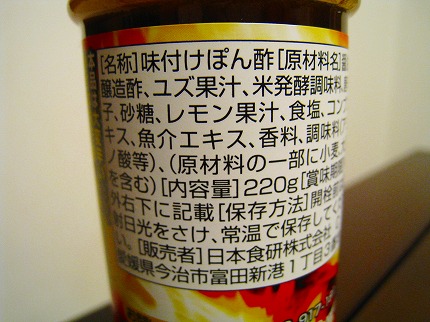 [名称]味付けぽん酢[原材料名]
醸造酢、ユズ果汁、米発酵調味料、
子、砂糖、レモン果汁、食塩、コン
キス、魚介エキス、香料、調味料(ア
ノ酸等)、(原材料の一部に小麦、
を含む)[内容量]220g[賞味期限
外右下に記載[保存方法]開栓前
射日光をさけ、常温で保存してく
い。[販売者]日本食研株式会社
愛媛県今治市富田新港1丁目3